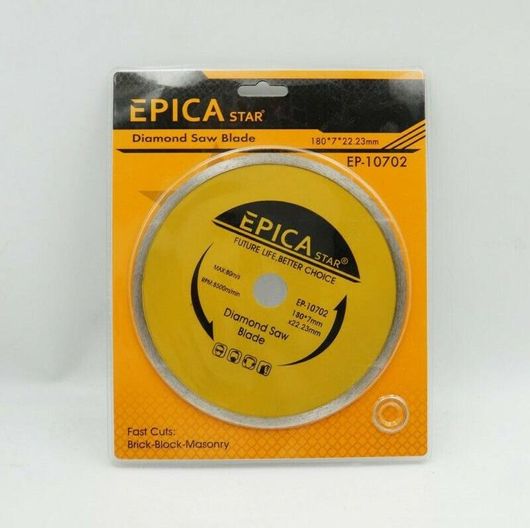 EPICA STAR®
Diamond Saw Blade
180*7*22.23mm
EP-10702
EPICA STAR®
FUTURE LIFE, BETTER CHOICE
MAX:80m/s
RPM:8500m/min
EP-10702
180*7mm
x22.23mm
Diamond Saw
Blade
Fast Cuts:
Brick-Block-Masonry